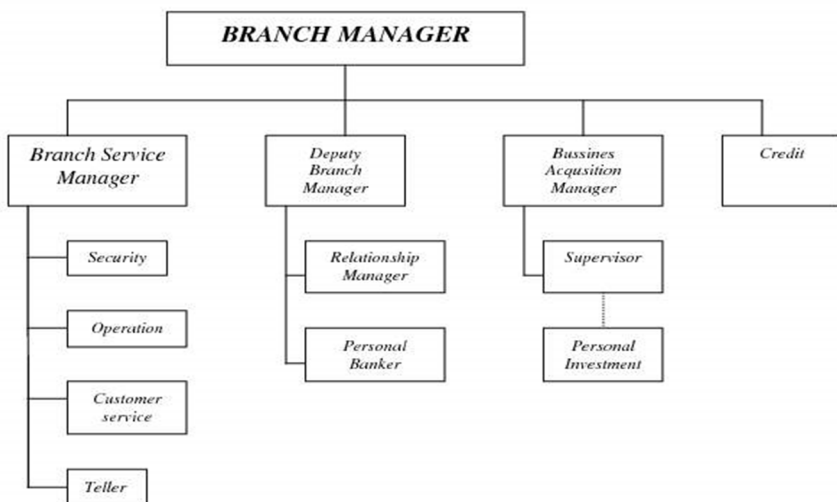 BRANCH MANAGER
Branch Service
Manager
Deputy
Branch
Manager
Bussines
Acqusition
Manager
Credit
Security
Relationship
Manager
Supervisor
Operation
Personal
Banker
Personal
Investment
Customer
service
Teller